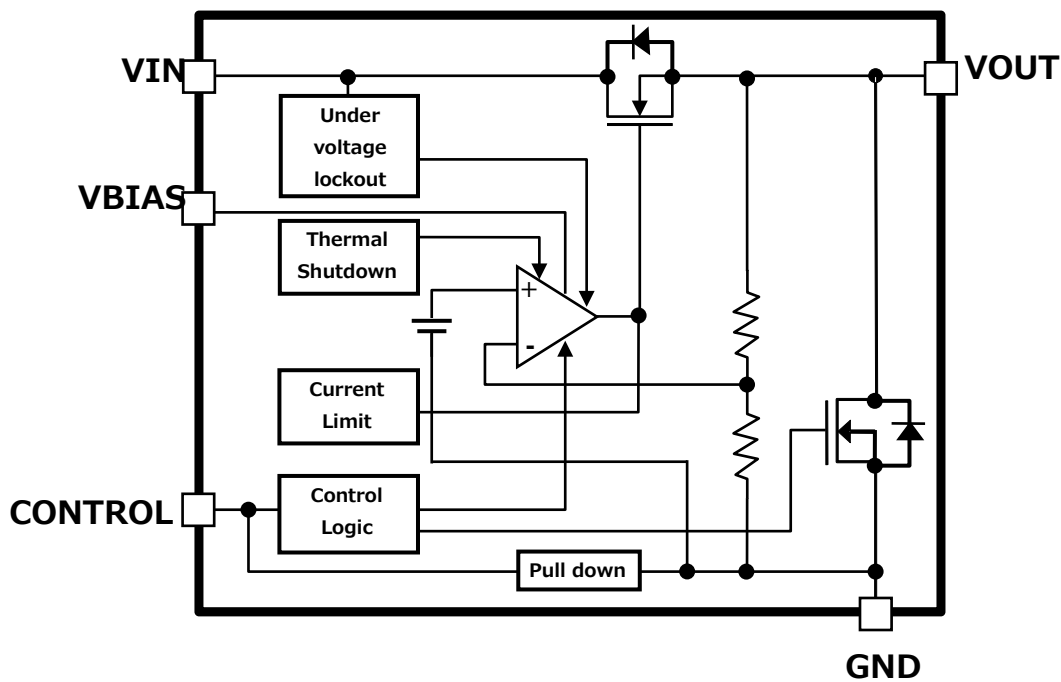 VIN
VOUT
Under
voltage
lockout
VBIAS
Thermal
Shutdown
+
-
Current
Limit
CONTROL
Control
Logic
Pull down
GND